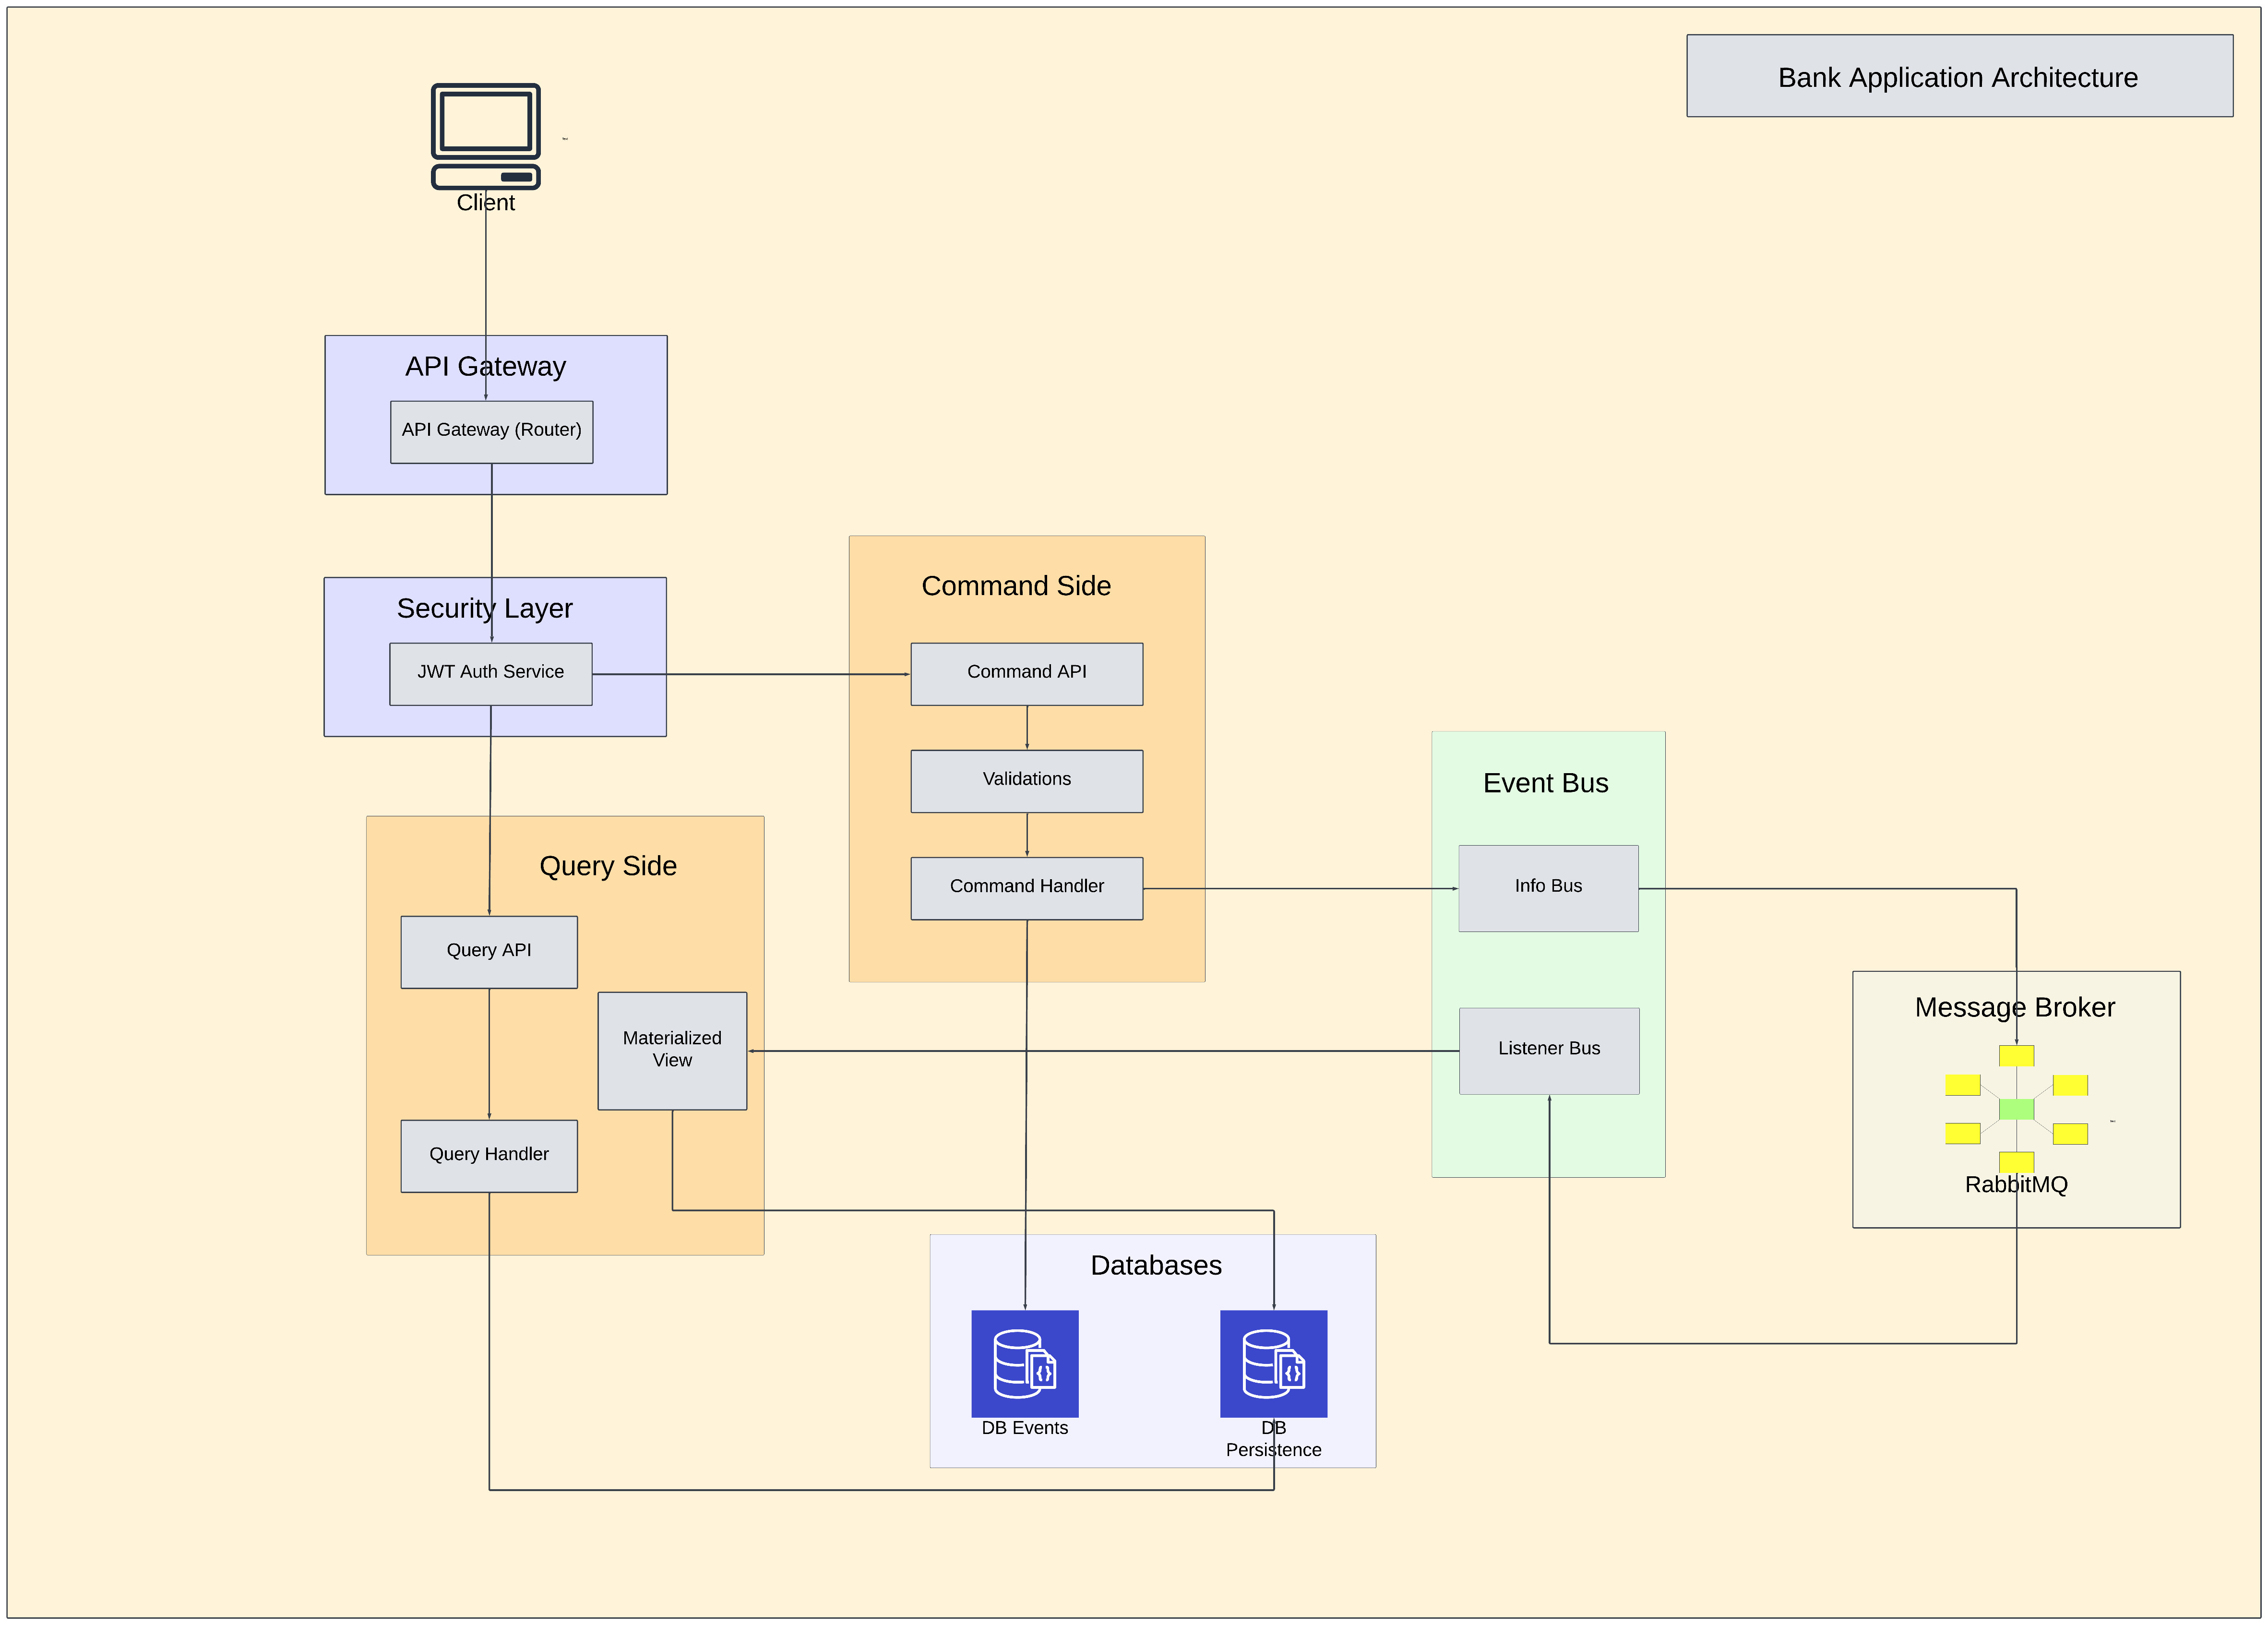 Bank Application Architecture
Client
API Gateway
API Gateway (Router)
Security Layer
JWT Auth Service
Command Side
Command API
Validations
Command Handler
Query Side
Query API
Materialized
View
Query Handler
Event Bus
Info Bus
Listener Bus
Message Broker
RabbitMQ
Databases
DB Events
DB
Persistence